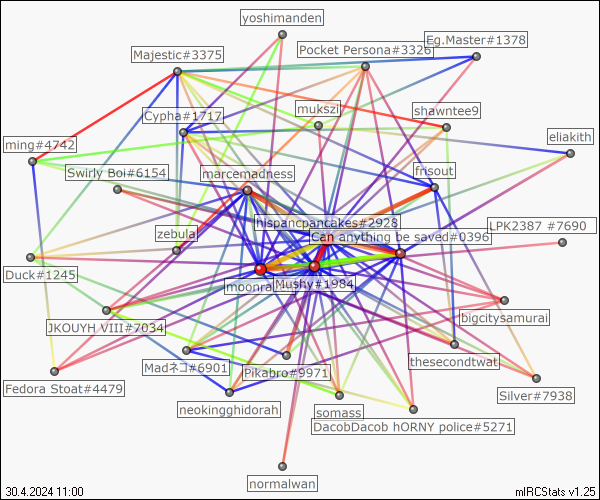 yoshimanden
Eg.Master#1378
Pocket Persona#3326
Majestic#3375
mukszi
shawntee9
Cypha#1717
eliakith
ming#4742
frisout
Swirly Boi#6154
marcemadness
hispancpancakes#2928
LPK2387 #7690
zebula
Can anything be saved#0396
Duck#1245
moonra
Mushy#1984
bigcitysamurai
JKOUYH VIII#7034
thesecondtwat
Madネコ#6901
Pikabro#9971
Fedora Stoat#4479
Silver#7938
neokingghidorah
somass
DacobDacob hORNY police#5271
normalwan
30.4.2024 11:00
mIRCStats v1.25